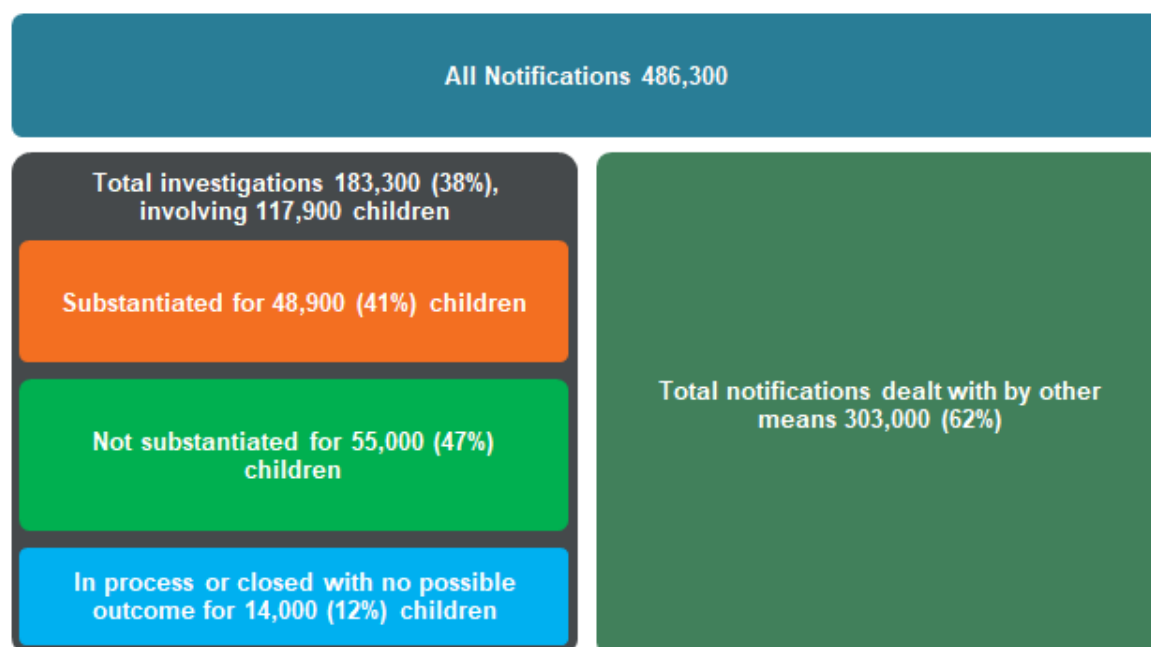 All Notifications 486,300
Total investigations 183,300 (38%),
involving 117,900 children
Substantiated for 48,900 (41%) children
Not substantiated for 55,000 (47%)
children
In process or closed with no possible
outcome for 14,000 (12%) children
Total notifications dealt with by other
means 303,000 (62%)